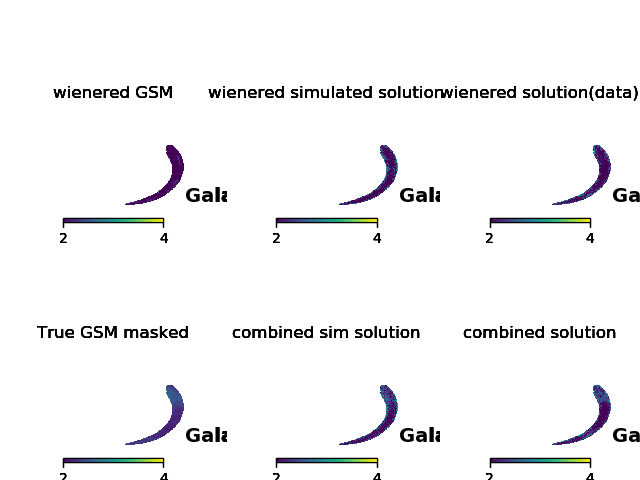 wienered GSM wienered simulated solution wienered solution(data)
Gala Gala Ga
2 4 2 4 2 4
True GSM masked combined sim solution combined solution
Gala Gala Ga
2 4 2 4 2 4